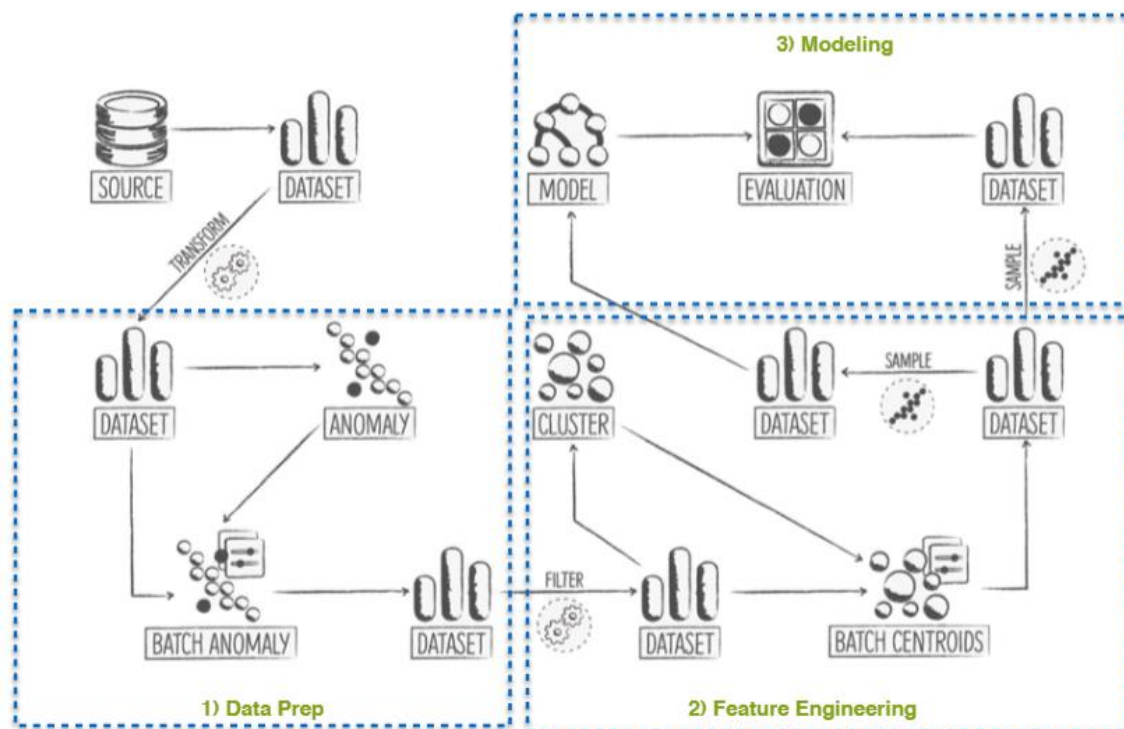 3) Modeling
SOURCE
DATASET
MODEL
EVALUATION
DATASET
TRANSFORM
SAMPLE
DATASET
ANOMALY
CLUSTER
DATASET
SAMPLE
DATASET
BATCH ANOMALY
DATASET
FILTER
DATASET
BATCH CENTROIDS
1) Data Prep
2) Feature Engineering